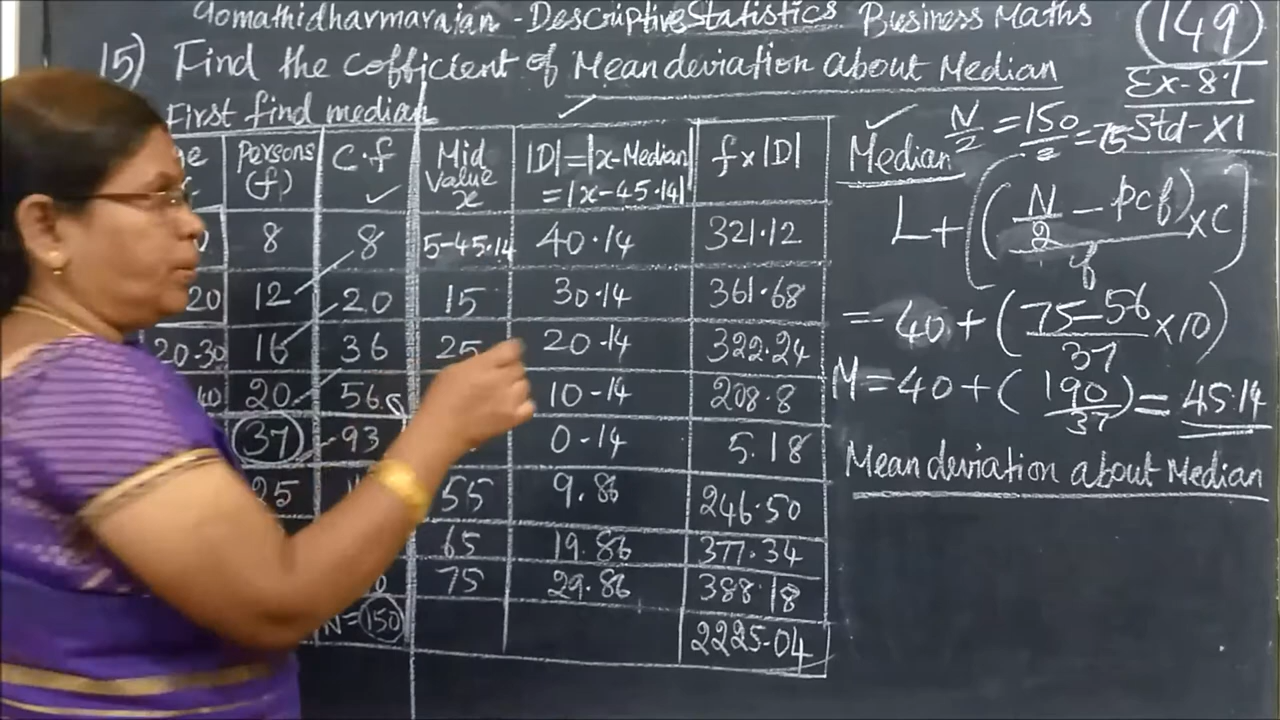 Gomathidharmarajan - Descriptive Statistics Business Maths
(149)
15) Find the cofficient of Mean deviation about Median
Ex-8.1
Std-XI
First find median
Persons (f) C.f Mid Value x |D|=|x-Median| =|x-45.14| f×|D|
8 8 5-45.14 40.14 321.12
20 12 20 15 30.14 361.68
20-30 16 36 25 20.14 322.24
40 20 56 10-14 208.8
37 93 0-14 5.18
25 55 9.86 246.50
65 19.86 377.34
75 29.86 388.18
N=150 2225.04
Median N/2 = 150/2 = 75
L+((N/2 - pcf)/f ×C)
= 40+(75-56/37 ×10)
M = 40+(190/37) = 45.14
Mean deviation about Median